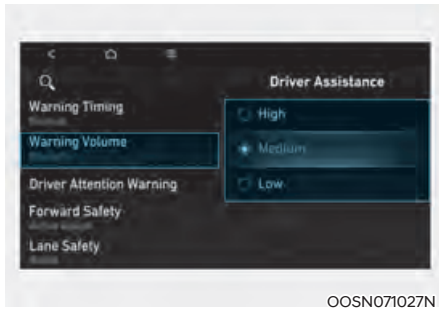 Driver Assistance
Warning Timing
Warning Volume
Driver Attention Warning
Forward Safety
Lane Safety
High
Medium
Low
OOSN071027N